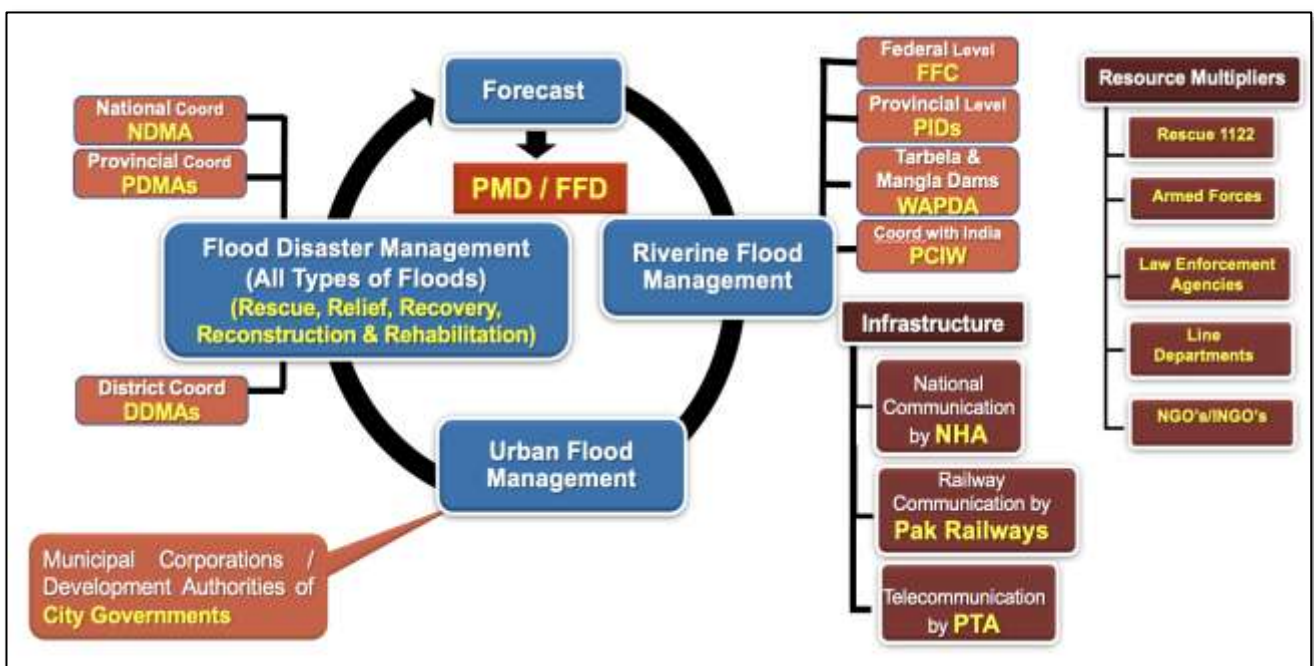 Forecast
PMD / FFD
National Coord
NDMA
Provincial Coord
PDMAs
Flood Disaster Management
(All Types of Floods)
(Rescue, Relief, Recovery,
Reconstruction & Rehabilitation)
District Coord
DDMAs
Urban Flood
Management
Municipal Corporations /
Development Authorities of
City Governments
Riverine Flood
Management
Federal Level
FFC
Provincial Level
PIDs
Tarbela &
Mangla Dams
WAPDA
Coord with India
PCIW
Infrastructure
National
Communication
by NHA
Railway
Communication by
Pak Railways
Telecommunication
by PTA
Resource Multipliers
Rescue 1122
Armed Forces
Law Enforcement
Agencies
Line
Departments
NGO's/INGO's